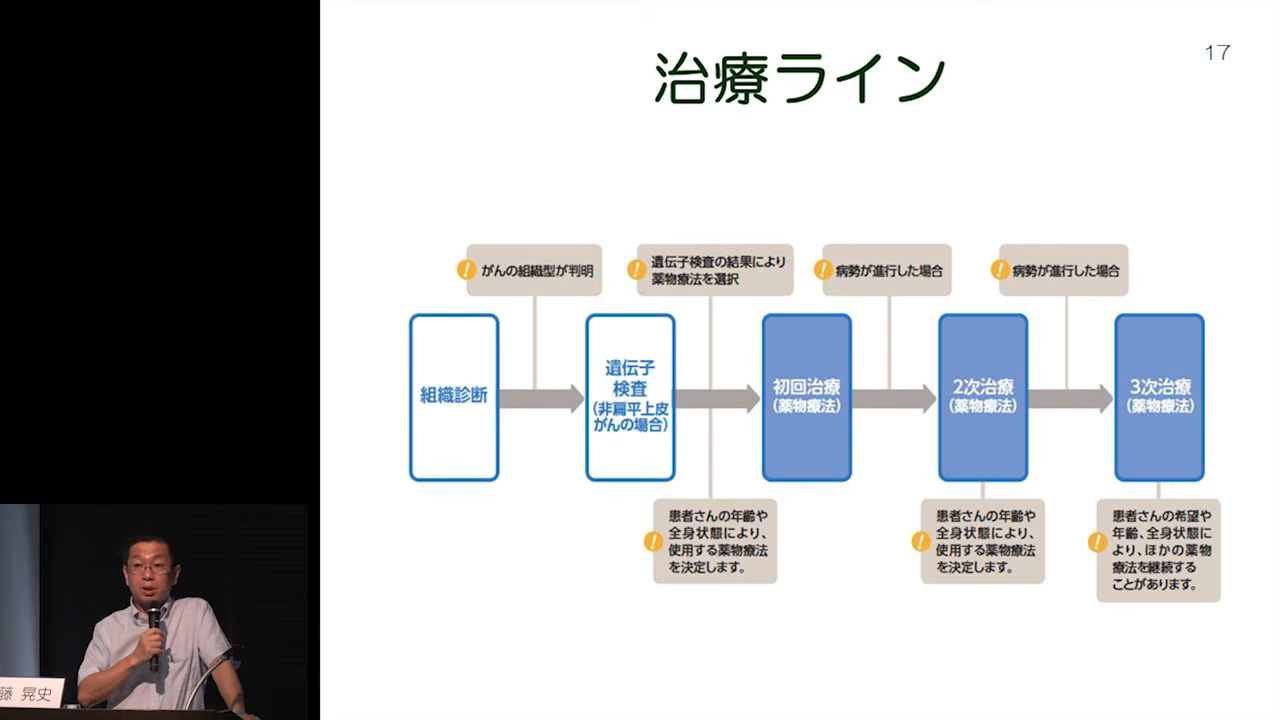 治療ライン
17
がんの組織型が判明
遺伝子検査の結果により
薬物療法を選択
病勢が進行した場合
病勢が進行した場合
組織診断
遺伝子
検査
(非扁平上皮
がんの場合)
初回治療
(薬物療法)
2次治療
(薬物療法)
3次治療
(薬物療法)
患者さんの年齢や
全身状態により、
使用する薬物療法
を決定します。
患者さんの年齢や
全身状態により、
使用する薬物療法
を決定します。
患者さんの希望や
年齢、全身状態に
より、ほかの薬物
療法を継続する
ことがあります。
藤 晃史